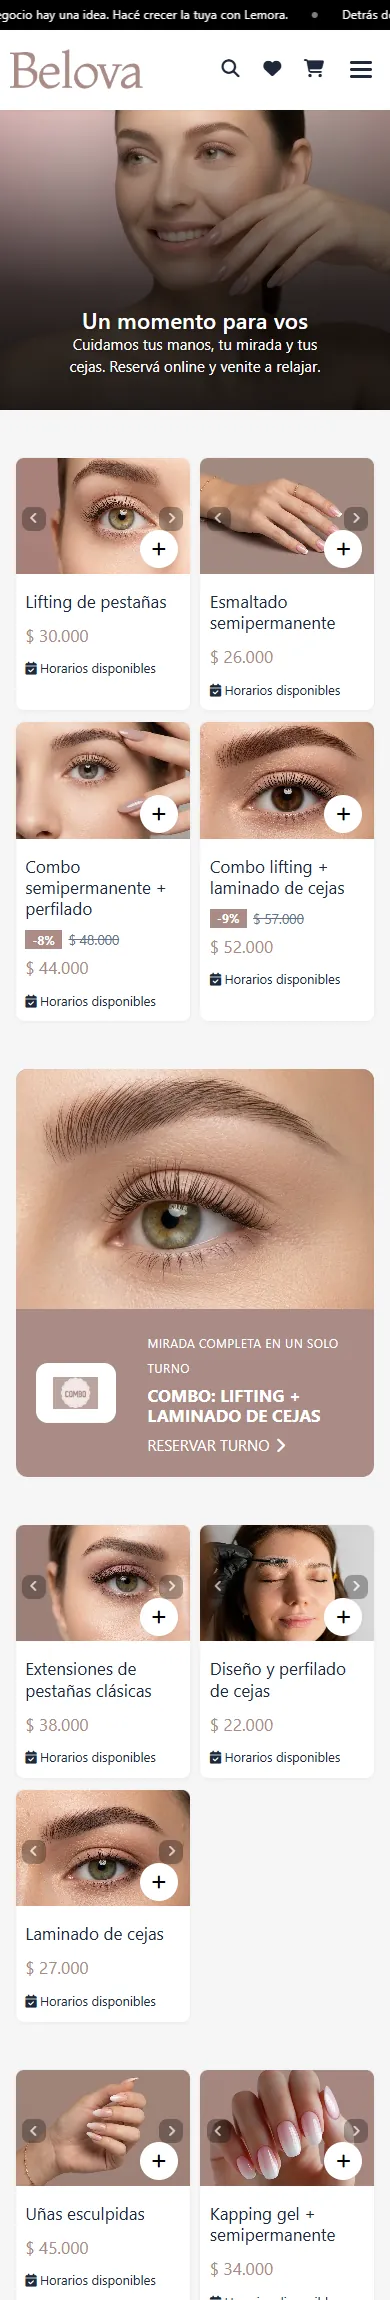 egocio hay una idea. Hacé crecer la tuya con Lemora. • Detrás de
Belova
Un momento para vos
Cuidamos tus manos, tu mirada y tus
cejas. Reservá online y venite a relajar.
Lifting de pestañas
$ 30.000
Horarios disponibles
Esmaltado
semipermanente
$ 26.000
Horarios disponibles
Combo
semipermanente +
perfilado
-8% $ 48.000
$ 44.000
Horarios disponibles
Combo lifting +
laminado de cejas
-9% $ 57.000
$ 52.000
Horarios disponibles
MIRADA COMPLETA EN UN SOLO
TURNO
COMBO
COMBO: LIFTING +
LAMINADO DE CEJAS
RESERVAR TURNO
Extensiones de
pestañas clásicas
$ 38.000
Horarios disponibles
Diseño y perfilado
de cejas
$ 22.000
Horarios disponibles
Laminado de cejas
$ 27.000
Horarios disponibles
Uñas esculpidas
$ 45.000
Horarios disponibles
Kapping gel +
semipermanente
$ 34.000